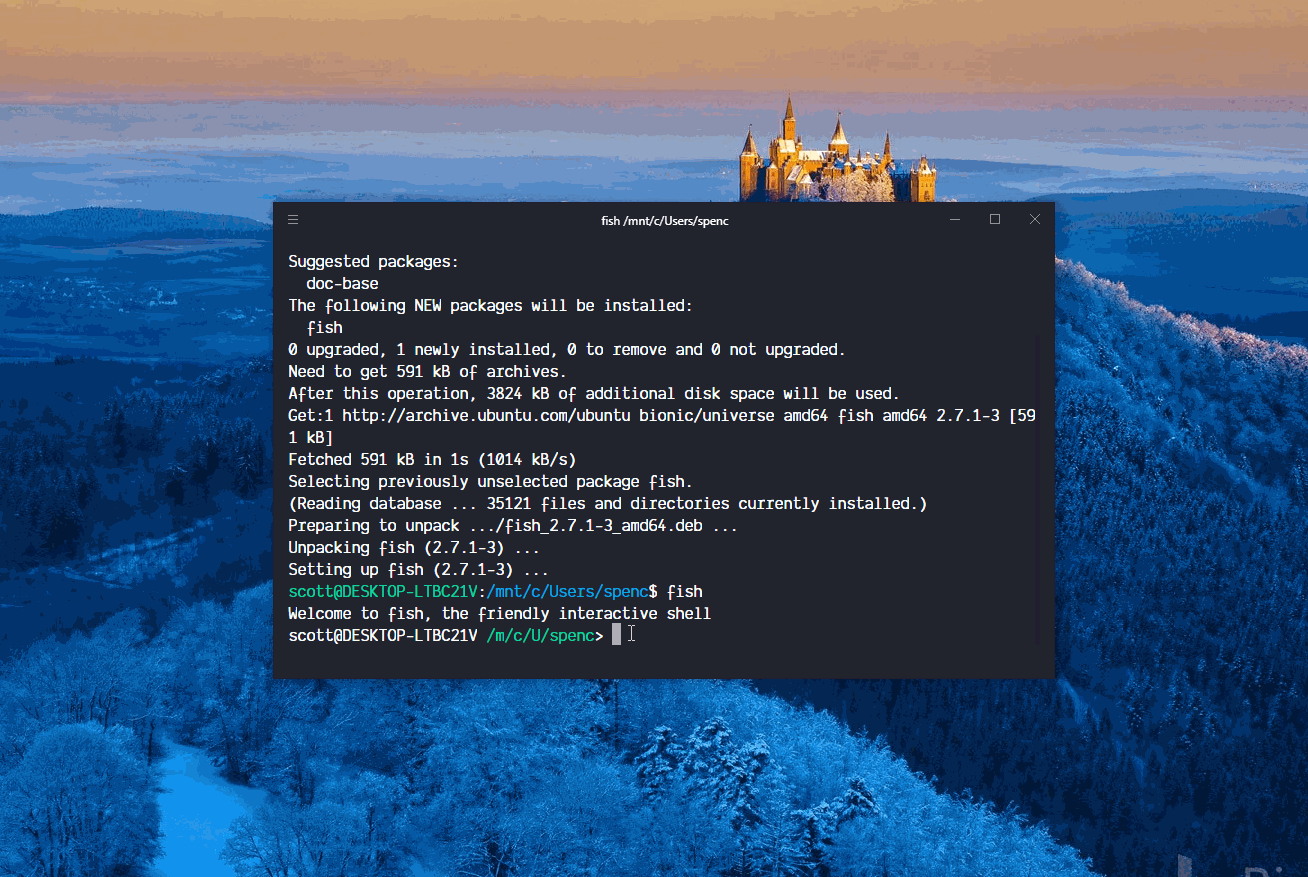 fish /mnt/c/Users/spenc
Suggested packages:
  doc-base
The following NEW packages will be installed:
  fish
0 upgraded, 1 newly installed, 0 to remove and 0 not upgraded.
Need to get 591 kB of archives.
After this operation, 3824 kB of additional disk space will be used.
Get:1 http://archive.ubuntu.com/ubuntu bionic/universe amd64 fish amd64 2.7.1-3 [59
1 kB]
Fetched 591 kB in 1s (1014 kB/s)
Selecting previously unselected package fish.
(Reading database ... 35121 files and directories currently installed.)
Preparing to unpack .../fish_2.7.1-3_amd64.deb ...
Unpacking fish (2.7.1-3) ...
Setting up fish (2.7.1-3) ...
scott@DESKTOP-LTBC21V:/mnt/c/Users/spenc$ fish
Welcome to fish, the friendly interactive shell
scott@DESKTOP-LTBC21V /m/c/U/spenc>